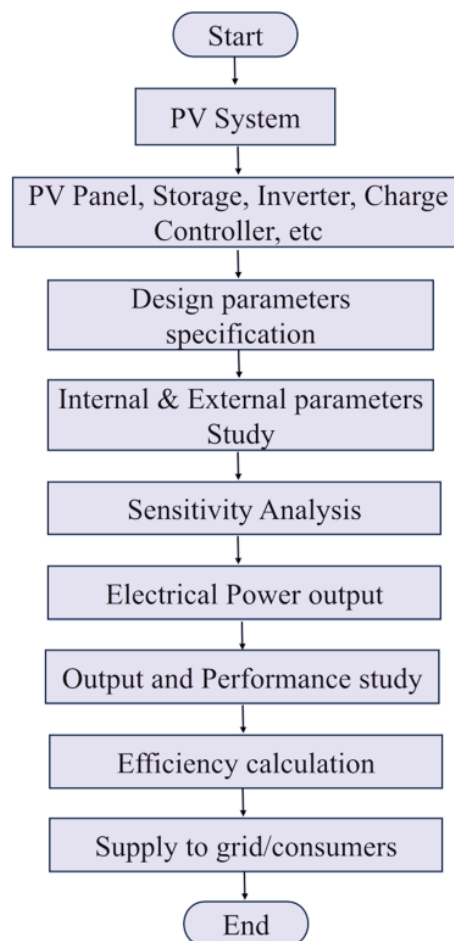 Start
PV System
PV Panel, Storage, Inverter, Charge
Controller, etc
Design parameters
specification
Internal & External parameters
Study
Sensitivity Analysis
Electrical Power output
Output and Performance study
Efficiency calculation
Supply to grid/consumers
End